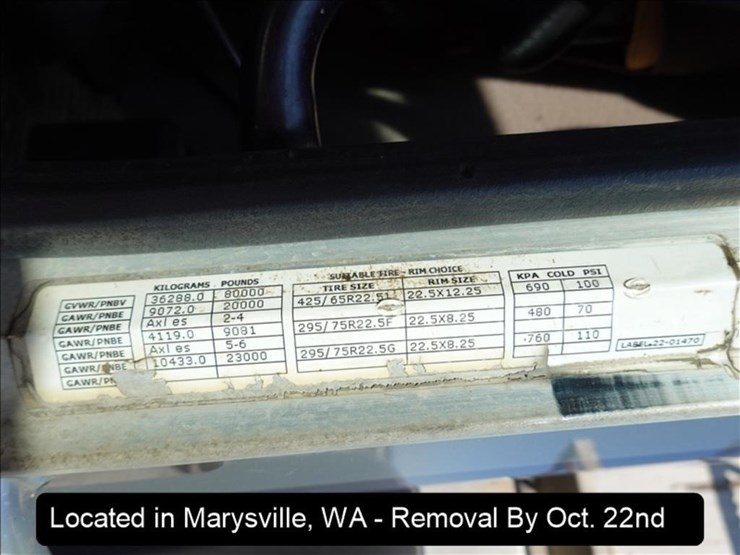 KILOGRAMS POUNDS SUITABLE TIRE - RIM CHOICE
TIRE SIZE RIM SIZE KPA COLD PSI
GVWR/PNBV 36288.0 80000
GAWR/PNBE 9072.0 20000 425/65R22.5 22.5X12.25 690 100
GAWR/PNBE Axles 2-4
GAWR/PNBE 4119.0 9081 295/75R22.5F 22.5X8.25 480 70
GAWR/PNBE Axles 5-6
GAWR/PNBE 10433.0 23000 295/75R22.5G 22.5X8.25 760 110
LABEL 22-01470
Located in Marysville, WA - Removal By Oct. 22nd